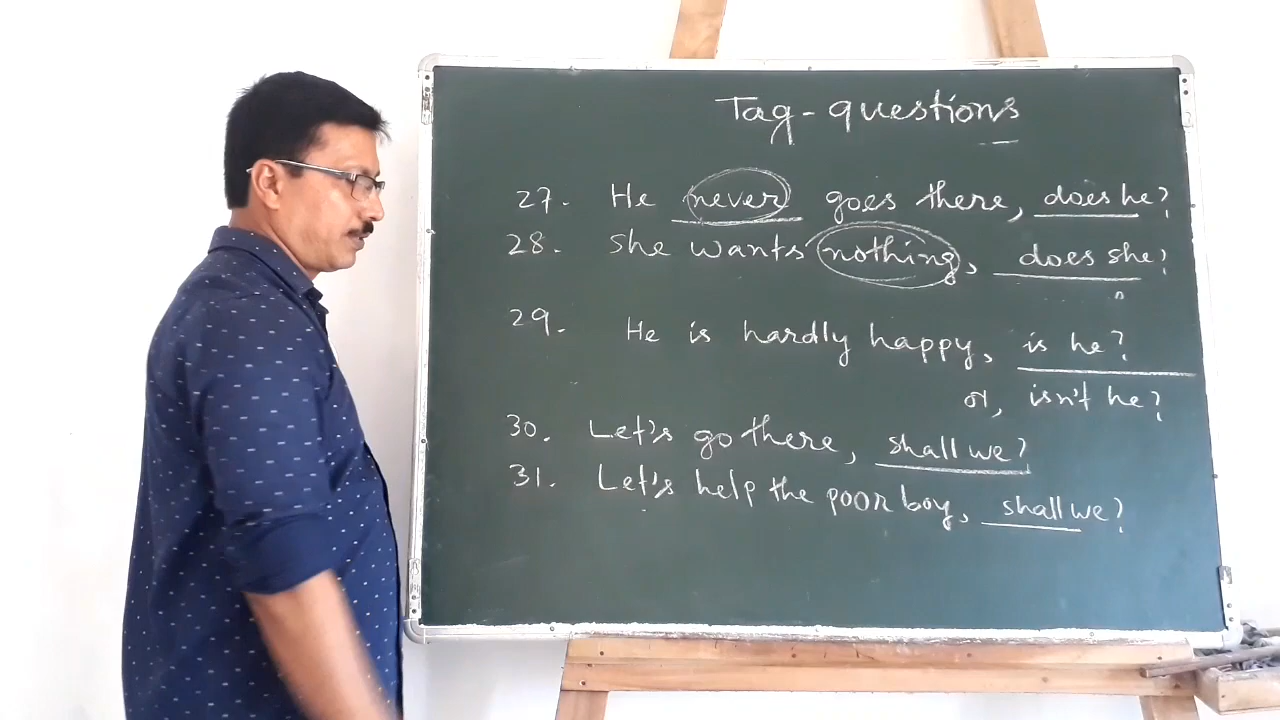 Tag-questions
27. He never goes there, does he?
28. She wants nothing, does she?
29. He is hardly happy, is he?
or, isn't he?
30. Let's go there, shall we?
31. Let's help the poor boy, shall we?